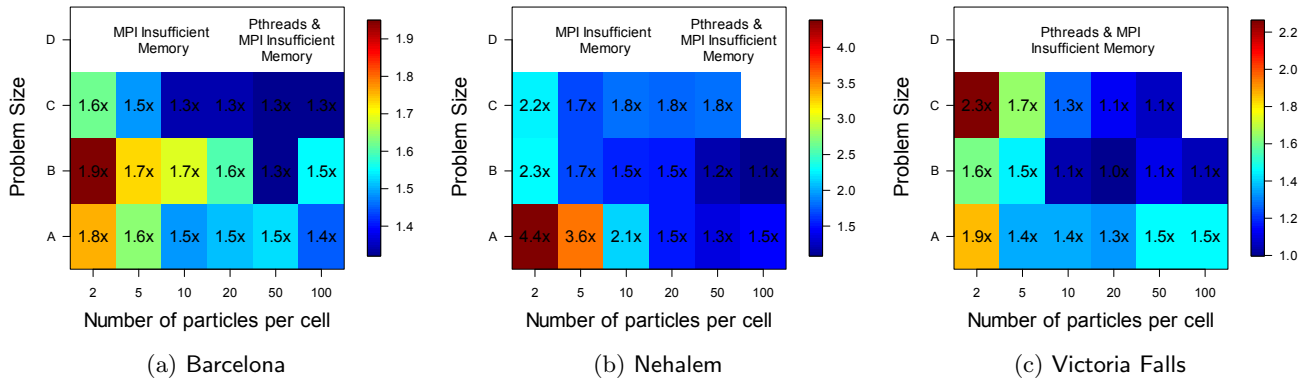 Problem Size
D
C
B
A
MPI Insufficient
Memory
Pthreads &
MPI Insufficient
Memory
1.6x 1.5x 1.3x 1.3x 1.3x 1.3x
1.9x 1.7x 1.7x 1.6x 1.3x 1.5x
1.8x 1.6x 1.5x 1.5x 1.5x 1.4x
2 5 10 20 50 100
Number of particles per cell
1.9
1.8
1.7
1.6
1.5
1.4
(a) Barcelona
Problem Size
D
C
B
A
MPI Insufficient
Memory
Pthreads &
MPI Insufficient
Memory
2.2x 1.7x 1.8x 1.8x 1.8x
2.3x 1.7x 1.5x 1.5x 1.2x 1.1x
4.4x 3.6x 2.1x 1.5x 1.3x 1.5x
2 5 10 20 50 100
Number of particles per cell
4.0
3.5
3.0
2.5
2.0
1.5
(b) Nehalem
Problem Size
D
C
B
A
Pthreads & MPI
Insufficient Memory
2.3x 1.7x 1.3x 1.1x 1.1x
1.6x 1.5x 1.1x 1.0x 1.1x 1.1x
1.9x 1.4x 1.4x 1.3x 1.5x 1.5x
2 5 10 20 50 100
Number of particles per cell
2.2
2.0
1.8
1.6
1.4
1.2
1.0
(c) Victoria Falls